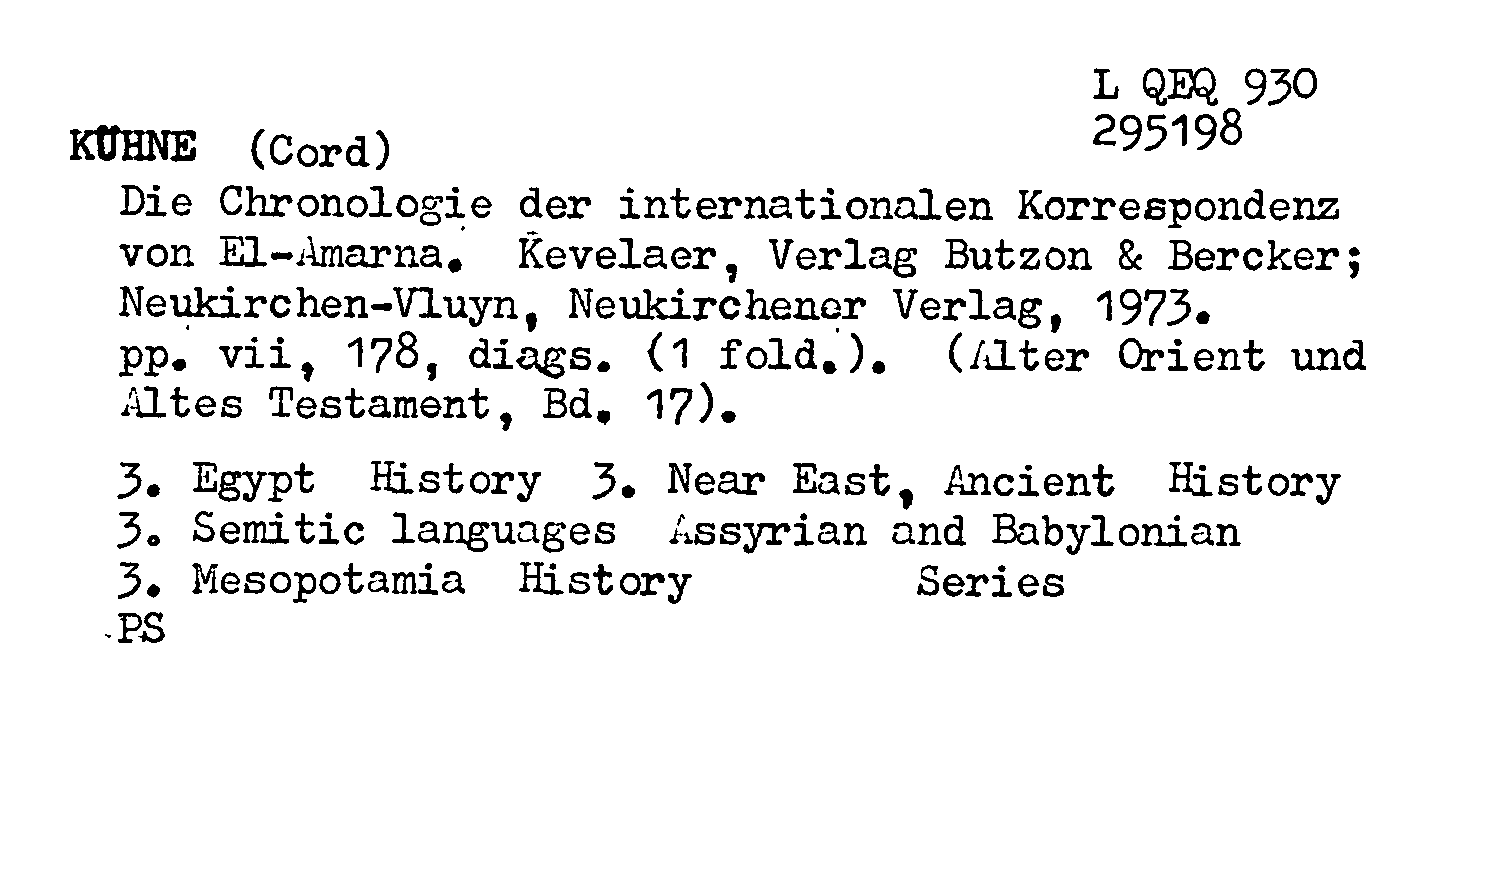 L QEQ 930
295198
KÜHNE (Cord)
Die Chronologie der internationalen Korrespondenz
von El-Amarna. Kevelaer, Verlag Butzon & Bercker;
Neukirchen-Vluyn, Neukirchener Verlag, 1973.
pp. vii, 178, diags. (1 fold.). (Alter Orient und
Altes Testament, Bd. 17).
3. Egypt History 3. Near East, Ancient History
3. Semitic languages Assyrian and Babylonian
3. Mesopotamia History Series
PS